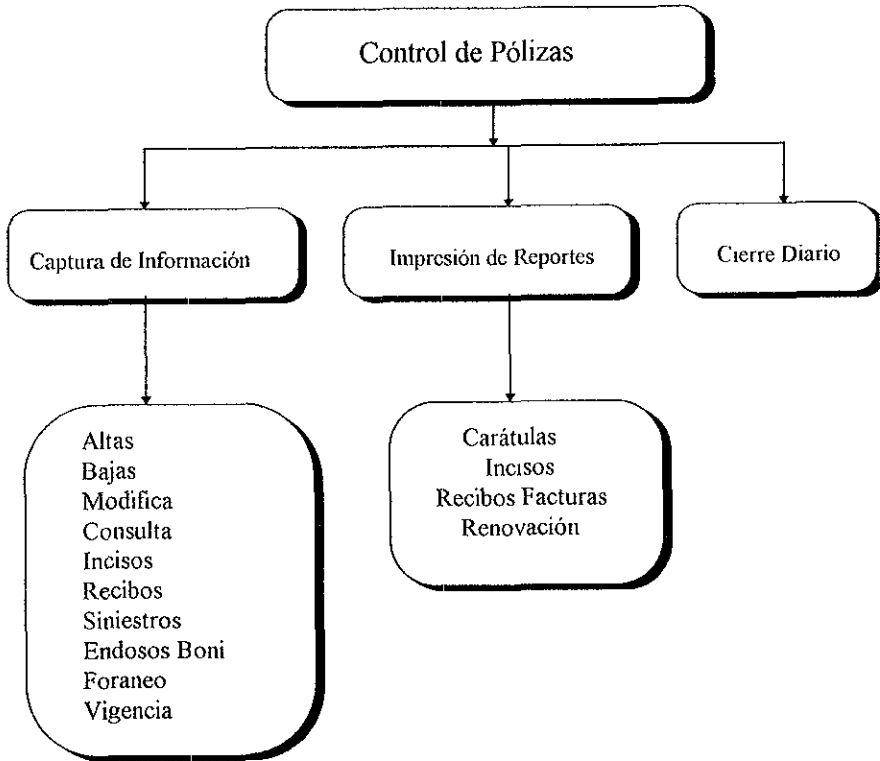 Control de Pólizas
Captura de Información
Impresión de Reportes
Cierre Diario
Altas
Bajas
Modifica
Consulta
Incisos
Recibos
Siniestros
Endosos Boni
Foraneo
Vigencia
Carátulas
Incisos
Recibos Facturas
Renovación